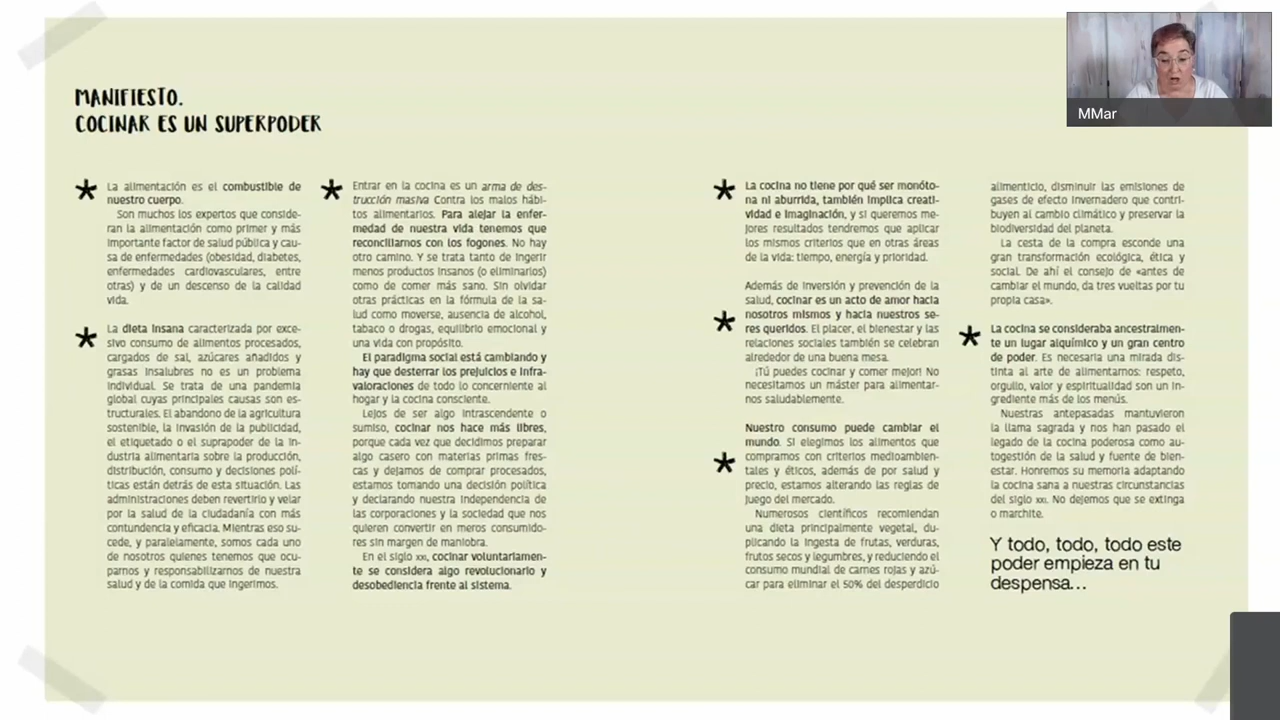 MANIFIESTO.
COCINAR ES UN SUPERPODER
* La alimentación es el combustible de
nuestro cuerpo.
Son muchos los expertos que conside-
ran la alimentación como primer y más
importante factor de salud pública y cau-
sa de enfermedades (obesidad, diabetes,
enfermedades cardiovasculares, entre
otras) y de un descenso de la calidad
vida.
* La dieta insana caracterizada por exce-
sivo consumo de alimentos procesados,
cargados de sal, azúcares añadidos y
grasas insalubres no es un problema
individual. Se trata de una pandemia
global cuyas principales causas son es-
tructurales. El abandono de la agricultura
sostenible, la invasión de la publicidad,
el etiquetado o el suprapoder de la in-
dustria alimentaria sobre la producción,
distribución, consumo y decisiones polí-
ticas están detrás de esta situación. Las
administraciones deben revertirlo y velar
por la salud de la ciudadanía con más
contundencia y eficacia. Mientras eso su-
cede, y paralelamente, somos cada uno
de nosotros quienes tenemos que ocu-
parnos y responsabilizarnos de nuestra
salud y de la comida que ingerimos.
* Entrar en la cocina es un arma de des-
trucción masiva Contra los malos hábi-
tos alimentarios. Para alejar la enfer-
medad de nuestra vida tenemos que
reconciliarnos con los fogones. No hay
otro camino. Y se trata tanto de ingerir
menos productos insanos (o eliminarlos)
como de comer más sano. Sin olvidar
otras prácticas en la fórmula de la sa-
lud como moverse, ausencia de alcohol,
tabaco o drogas, equilibrio emocional y
una vida con propósito.
El paradigma social está cambiando y
hay que desterrar los prejuicios e infra-
valoraciones de todo lo concerniente al
hogar y la cocina consciente.
Lejos de ser algo intrascendente o
sumiso, cocinar nos hace más libres,
porque cada vez que decidimos preparar
algo casero con materias primas fres-
cas y dejamos de comprar procesados,
estamos tomando una decisión política
y declarando nuestra independencia de
las corporaciones y la sociedad que nos
quieren convertir en meros consumido-
res sin margen de maniobra.
En el siglo XXI, cocinar voluntariamen-
te se considera algo revolucionario y
desobediencia frente al sistema.
* La cocina no tiene por qué ser monóto-
na ni aburrida, también implica creati-
vidad e imaginación, y si queremos me-
jores resultados tendremos que aplicar
los mismos criterios que en otras áreas
de la vida: tiempo, energía y prioridad.
* Además de inversión y prevención de la
salud, cocinar es un acto de amor hacia
nosotros mismos y hacia nuestros se-
res queridos. El placer, el bienestar y las
relaciones sociales también se celebran
alrededor de una buena mesa.
¡Tú puedes cocinar y comer mejor! No
necesitamos un máster para alimentar-
nos saludablemente.
* Nuestro consumo puede cambiar el
mundo. Si elegimos los alimentos que
compramos con criterios medioambien-
tales y éticos, además de por salud y
precio, estamos alterando las reglas de
juego del mercado.
Numerosos científicos recomiendan
una dieta principalmente vegetal, du-
plicando la ingesta de frutas, verduras,
frutos secos y legumbres, y reduciendo el
consumo mundial de carnes rojas y azú-
car para eliminar el 50% del desperdicio
alimenticio, disminuir las emisiones de
gases de efecto invernadero que contri-
buyen al cambio climático y preservar la
biodiversidad del planeta.
La cesta de la compra esconde una
gran transformación ecológica, ética y
social. De ahí el consejo de «antes de
cambiar el mundo, da tres vueltas por tu
propia casa».
* La cocina se consideraba ancestralmen-
te un lugar alquímico y un gran centro
de poder. Es necesaria una mirada dis-
tinta al arte de alimentarnos: respeto,
orgullo, valor y espiritualidad son un in-
grediente más de los menús.
Nuestras antepasadas mantuvieron
la llama sagrada y nos han pasado el
legado de la cocina poderosa como au-
togestión de la salud y fuente de bien-
estar. Honremos su memoria adaptando
la cocina sana a nuestras circunstancias
del siglo XXI. No dejemos que se extinga
o marchite.
Y todo, todo, todo este
poder empieza en tu
despensa...
MMar